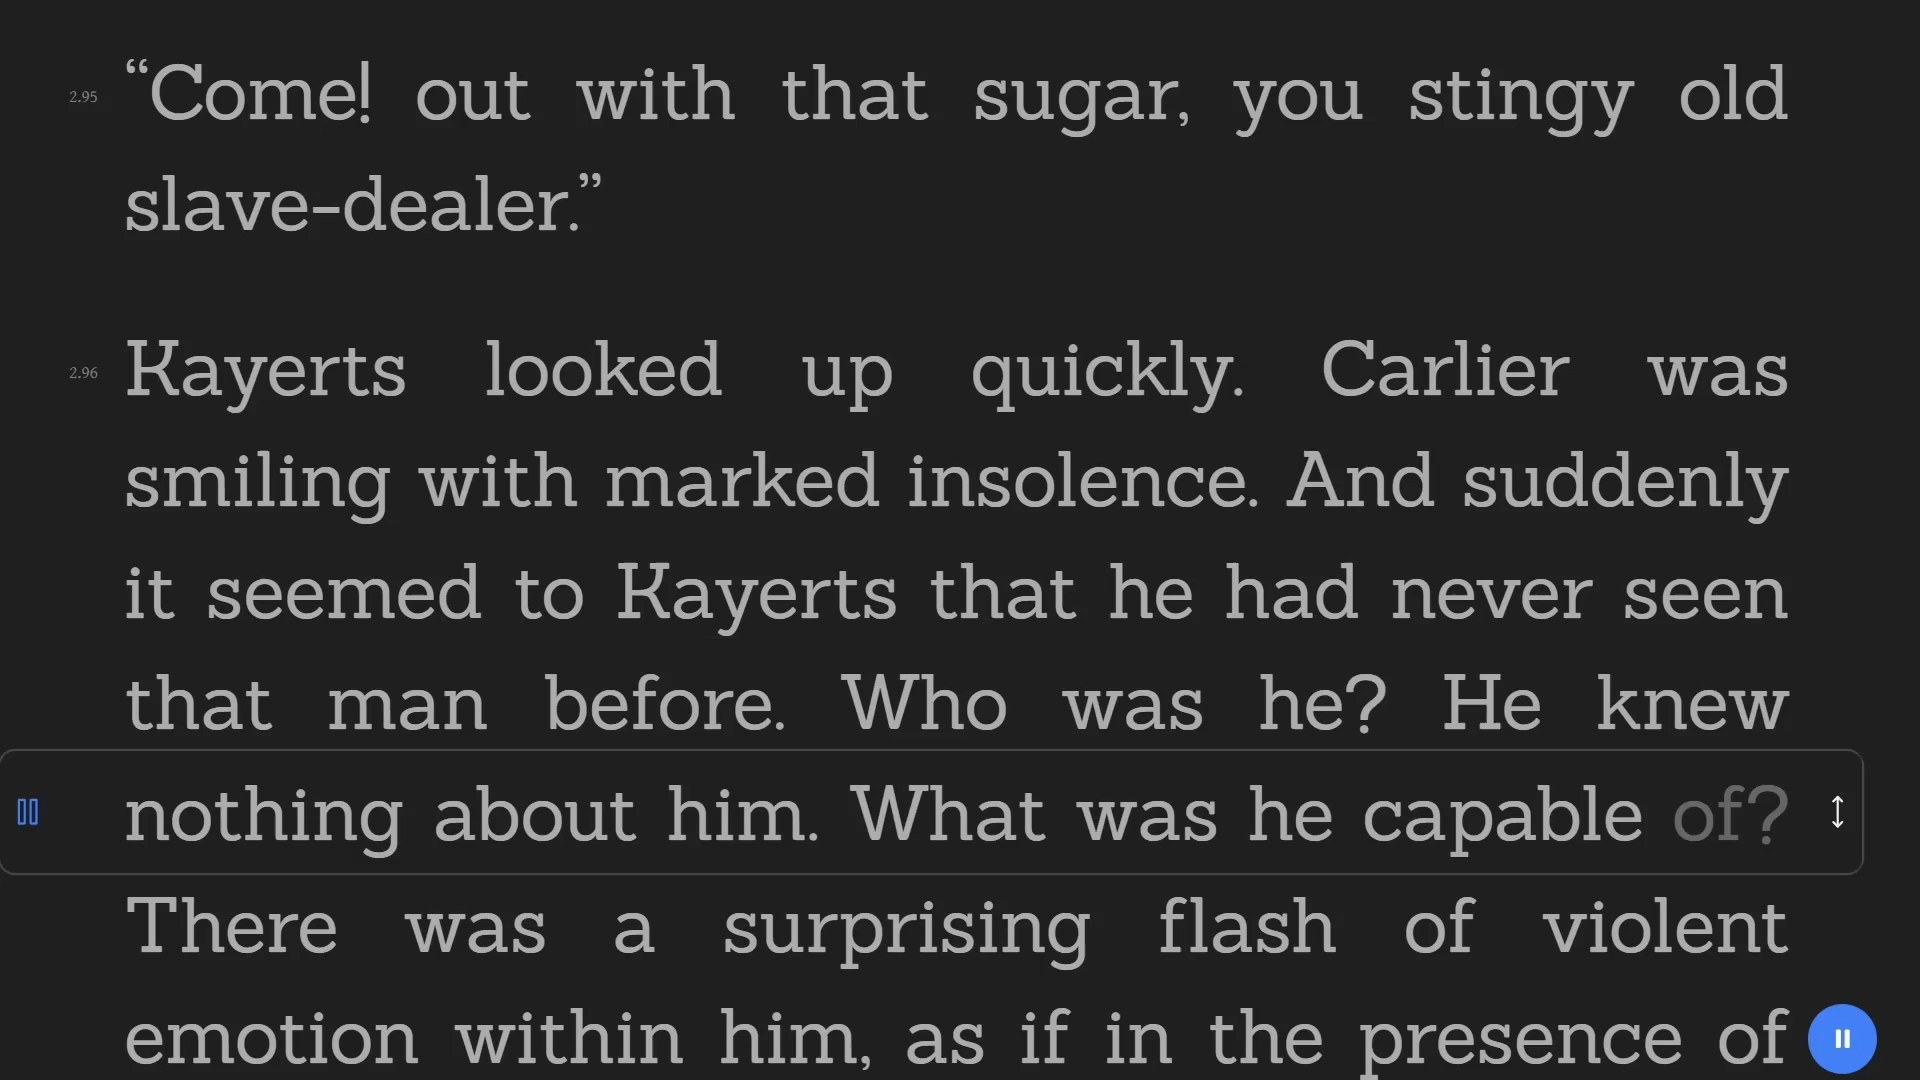 2.95 “Come! out with that sugar, you stingy old
slave-dealer.”
2.96 Kayerts looked up quickly. Carlier was
smiling with marked insolence. And suddenly
it seemed to Kayerts that he had never seen
that man before. Who was he? He knew
nothing about him. What was he capable of?
There was a surprising flash of violent
emotion within him, as if in the presence of